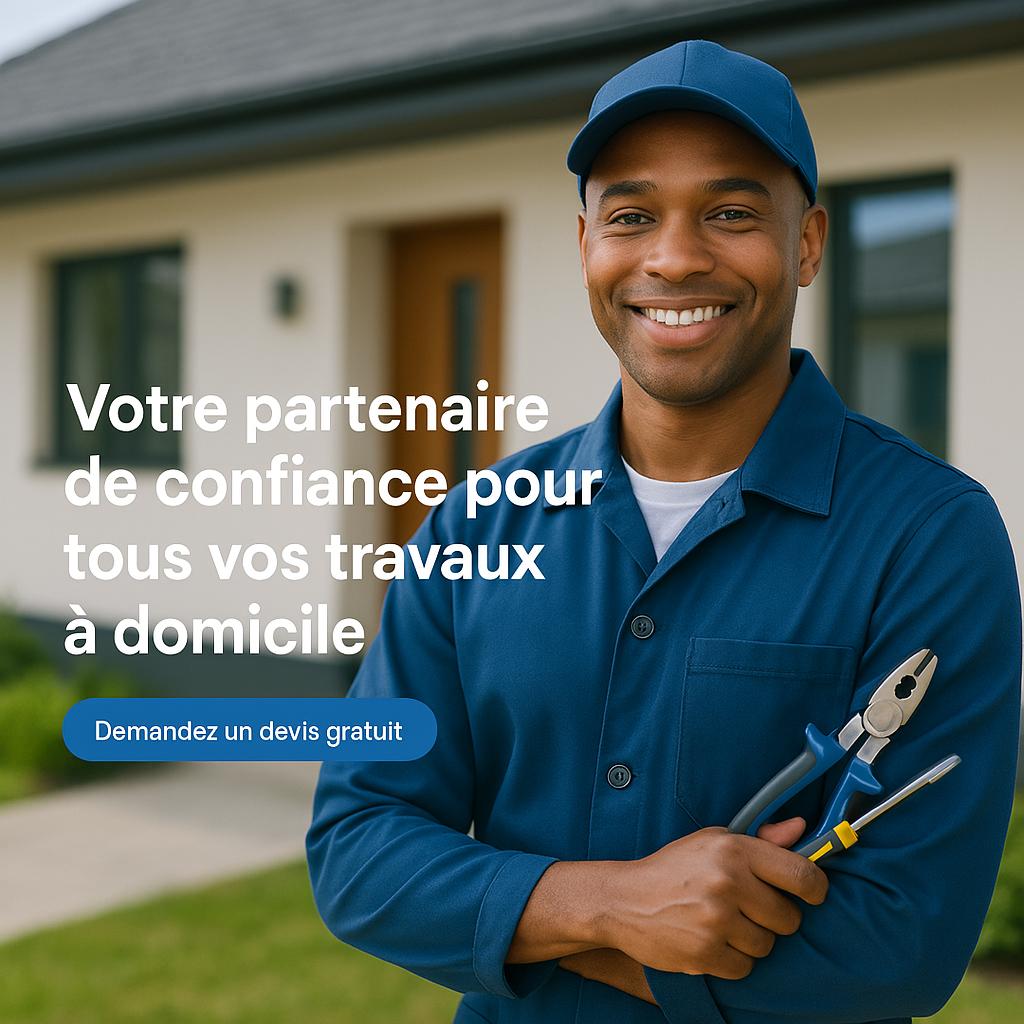 Votre partenaire
de confiance pour
tous vos travaux
à domicile
Demandez un devis gratuit